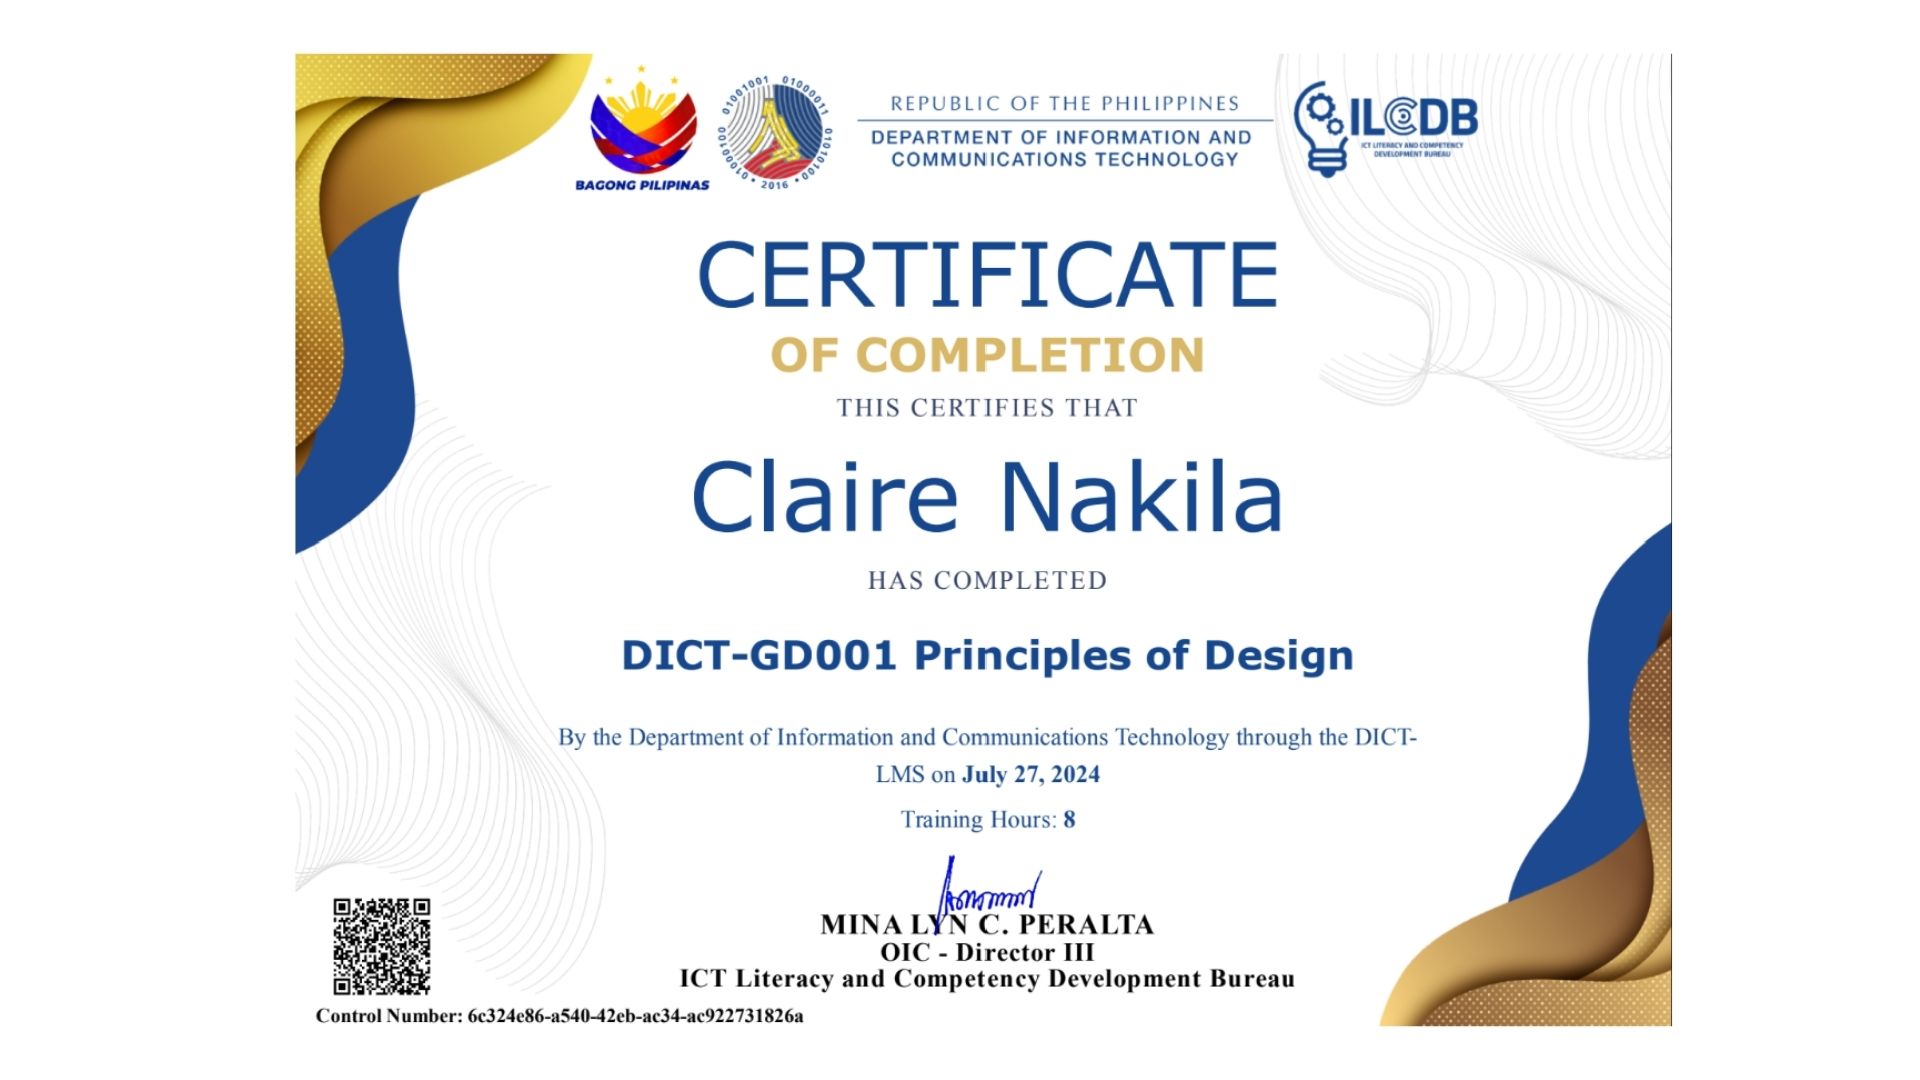 BAGONG PILIPINAS
01001001 01000011 01010100 01000010
2016
REPUBLIC OF THE PHILIPPINES
DEPARTMENT OF INFORMATION AND
COMMUNICATIONS TECHNOLOGY
ILCDB
ICT LITERACY AND COMPETENCY
DEVELOPMENT BUREAU
CERTIFICATE
OF COMPLETION
THIS CERTIFIES THAT
Claire Nakila
HAS COMPLETED
DICT-GD001 Principles of Design
By the Department of Information and Communications Technology through the DICT-
LMS on July 27, 2024
Training Hours: 8
MINA LYN C. PERALTA
OIC - Director III
ICT Literacy and Competency Development Bureau
Control Number: 6c324e86-a540-42eb-ac34-ac922731826a